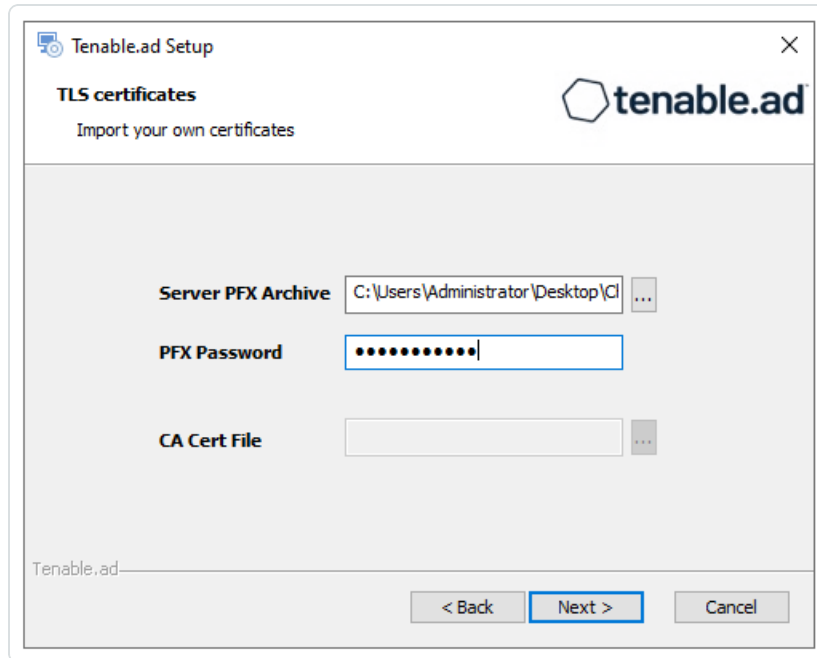 Tenable.ad Setup
TLS certificates
tenable.ad
Import your own certificates
Server PFX Archive C:\Users\Administrator\Desktop\Cl ...
PFX Password •••••••••••
CA Cert File ...
Tenable.ad
< Back Next > Cancel